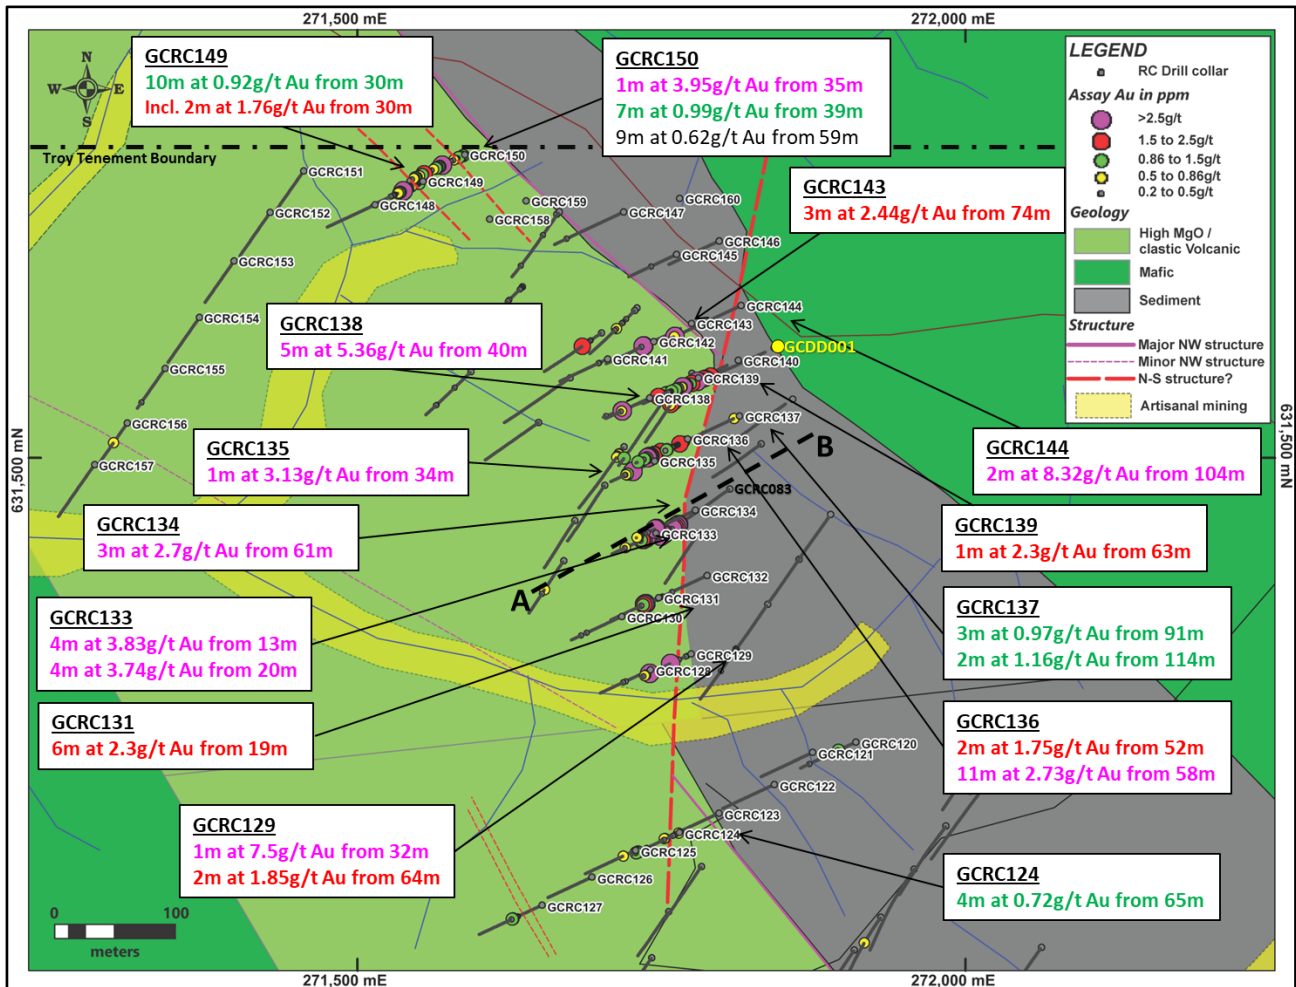 271,500 mE
272,000 mE
N
W
E
S
GCRC149
10m at 0.92g/t Au from 30m
Incl. 2m at 1.76g/t Au from 30m
GCRC150
1m at 3.95g/t Au from 35m
7m at 0.99g/t Au from 39m
9m at 0.62g/t Au from 59m
LEGEND
RC Drill collar
Assay Au in ppm
>2.5g/t
1.5 to 2.5g/t
0.86 to 1.5g/t
0.5 to 0.86g/t
0.2 to 0.5g/t
Geology
High MgO /
clastic Volcanic
Mafic
Sediment
Structure
Major NW structure
Minor NW structure
N-S structure?
Artisanal mining
Troy Tenement Boundary
GCRC143
3m at 2.44g/t Au from 74m
GCRC150
GCRC151
GCRC149
GCRC148
GCRC152
GCRC159
GCRC158
GCRC147
GCRC160
GCRC146
GCRC145
GCRC153
GCRC154
GCRC144
GCRC143
GCRC142
GCRC141
GCDD001
GCRC140
GCRC138
5m at 5.36g/t Au from 40m
GCRC155
GCRC139
GCRC138
GCRC137
GCRC156
GCRC136
GCRC135
GCRC157
B
GCRC135
1m at 3.13g/t Au from 34m
GCRC144
2m at 8.32g/t Au from 104m
631,500 mN
631,500 mN
GCRC083
GCRC134
GCRC133
GCRC134
3m at 2.7g/t Au from 61m
GCRC139
1m at 2.3g/t Au from 63m
A
GCRC132
GCRC131
GCRC130
GCRC133
4m at 3.83g/t Au from 13m
4m at 3.74g/t Au from 20m
GCRC137
3m at 0.97g/t Au from 91m
2m at 1.16g/t Au from 114m
GCRC129
GCRC128
GCRC131
6m at 2.3g/t Au from 19m
GCRC136
2m at 1.75g/t Au from 52m
11m at 2.73g/t Au from 58m
GCRC120
GCRC121
GCRC122
GCRC123
GCRC124
GCRC125
GCRC126
GCRC127
GCRC129
1m at 7.5g/t Au from 32m
2m at 1.85g/t Au from 64m
GCRC124
4m at 0.72g/t Au from 65m
0
100
meters
271,500 mE
272,000 mE